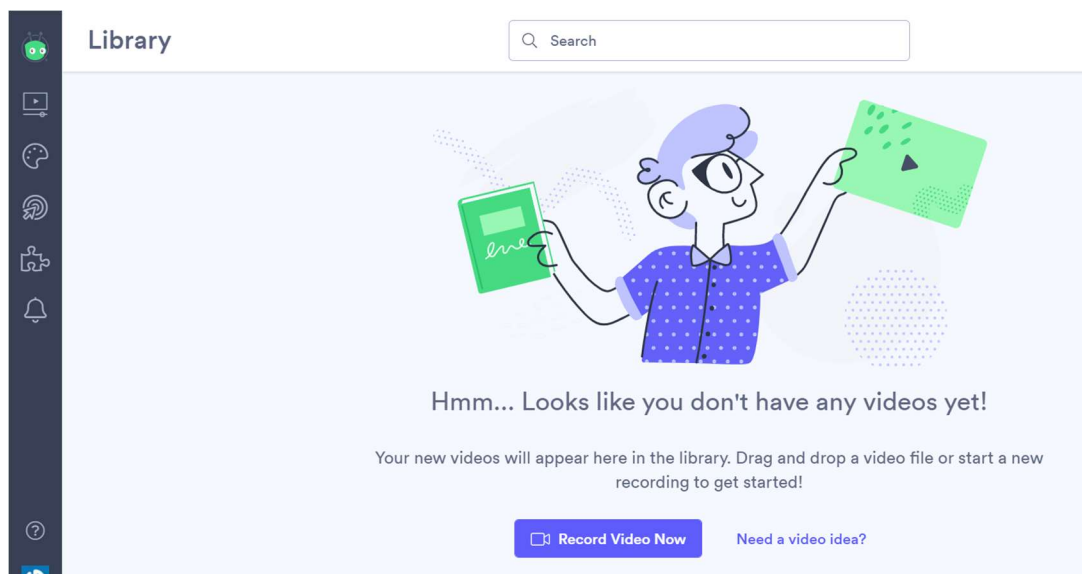 Library
Search
Hmm... Looks like you don't have any videos yet!
Your new videos will appear here in the library. Drag and drop a video file or start a new
recording to get started!
Record Video Now
Need a video idea?